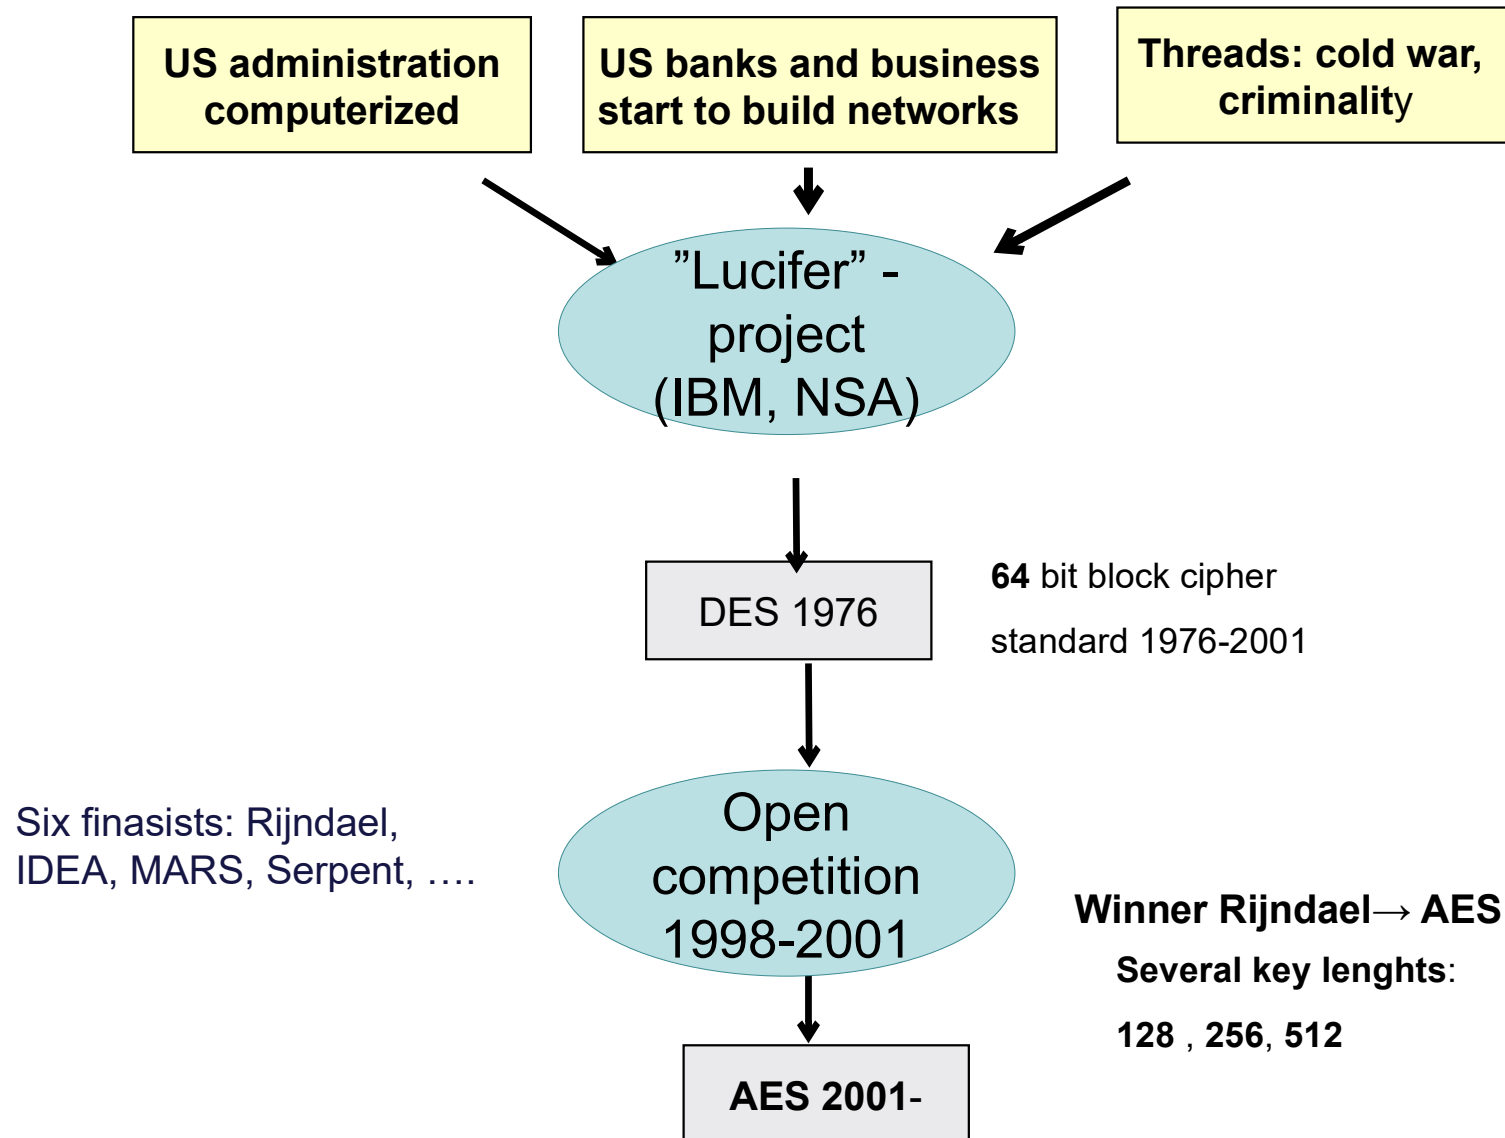 US administration
computerized
US banks and business
start to build networks
Threads: cold war,
criminality
”Lucifer” -
project
(IBM, NSA)
DES 1976
64 bit block cipher
standard 1976-2001
Six finasists: Rijndael,
IDEA, MARS, Serpent, ….
Open
competition
1998-2001
Winner Rijndael→ AES
Several key lenghts:
128 , 256, 512
AES 2001-